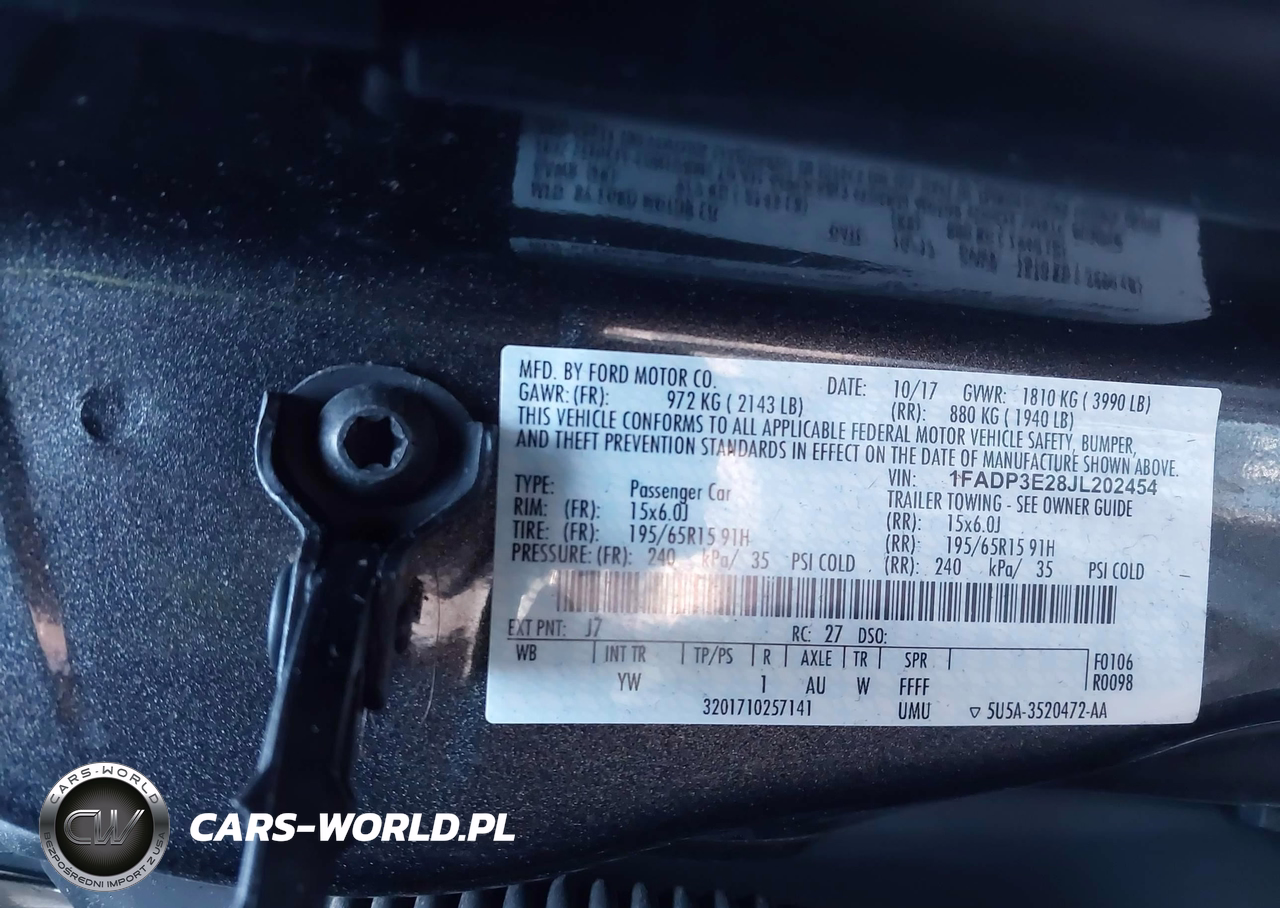 MFD. BY FORD MOTOR CO.
DATE: 10/17 GVWR: 1810 KG ( 3990 LB)
GAWR: (FR): 972 KG ( 2143 LB) (RR): 880 KG ( 1940 LB)
THIS VEHICLE CONFORMS TO ALL APPLICABLE FEDERAL MOTOR VEHICLE SAFETY, BUMPER,
AND THEFT PREVENTION STANDARDS IN EFFECT ON THE DATE OF MANUFACTURE SHOWN ABOVE.
VIN: 1FADP3E28JL202454
TYPE: Passenger Car TRAILER TOWING - SEE OWNER GUIDE
RIM: (FR): 15x6.0J (RR): 15x6.0J
TIRE: (FR): 195/65R15 91H (RR): 195/65R15 91H
PRESSURE: (FR): 240 kPa/ 35 PSI COLD (RR): 240 kPa/ 35 PSI COLD
EXT PNT: J7 RC: 27 DSO:
WB INT TR TP/PS R AXLE TR SPR F0106
YW 1 AU W FFFF R0098
3201710257141 UMU ▽ 5U5A-3520472-AA
CARS-WORLD
CW
BEZPOŚREDNI IMPORT Z USA
CARS-WORLD.PL